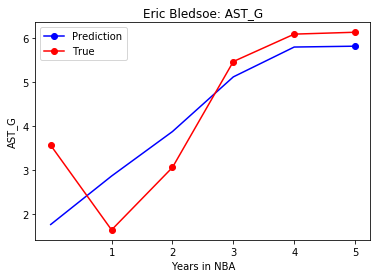 Eric Bledsoe: AST_G
Prediction
True
6
5
4
3
2
AST_G
1 2 3 4 5
Years in NBA